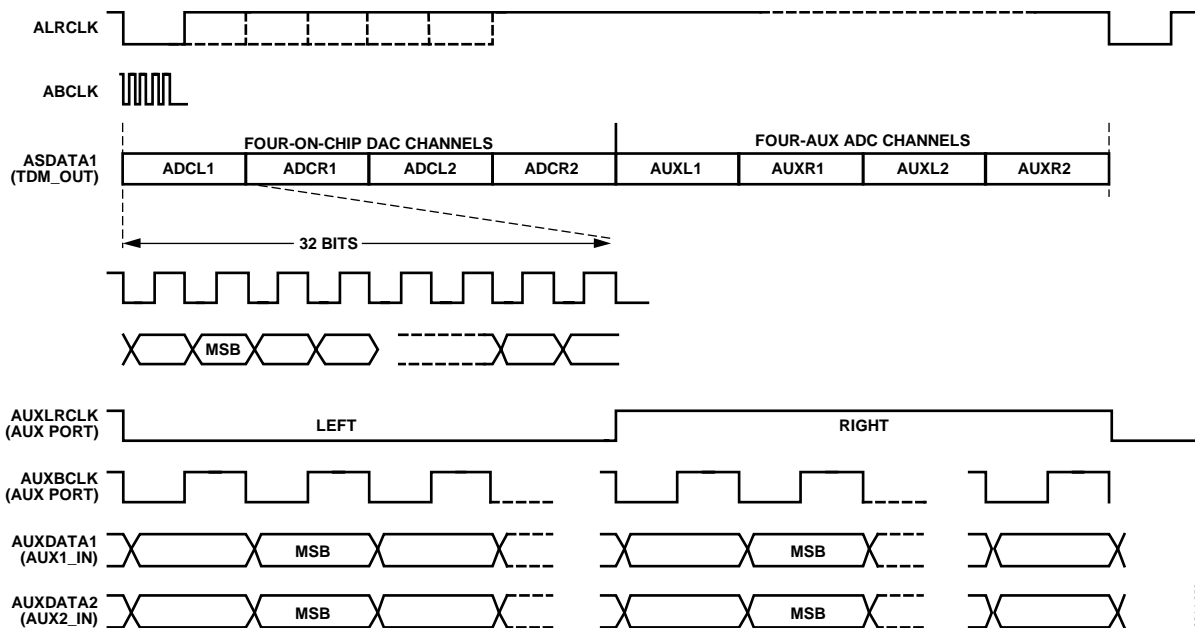 ALRCLK
ABCLK
FOUR-ON-CHIP DAC CHANNELS
FOUR-AUX ADC CHANNELS
ASDATA1
(TDM_OUT)
ADCL1
ADCR1
ADCL2
ADCR2
AUXL1
AUXR1
AUXL2
AUXR2
32 BITS
MSB
AUXLRCLK
(AUX PORT)
LEFT
RIGHT
AUXBCLK
(AUX PORT)
AUXDATA1
(AUX1_IN)
MSB
MSB
AUXDATA2
(AUX2_IN)
MSB
MSB